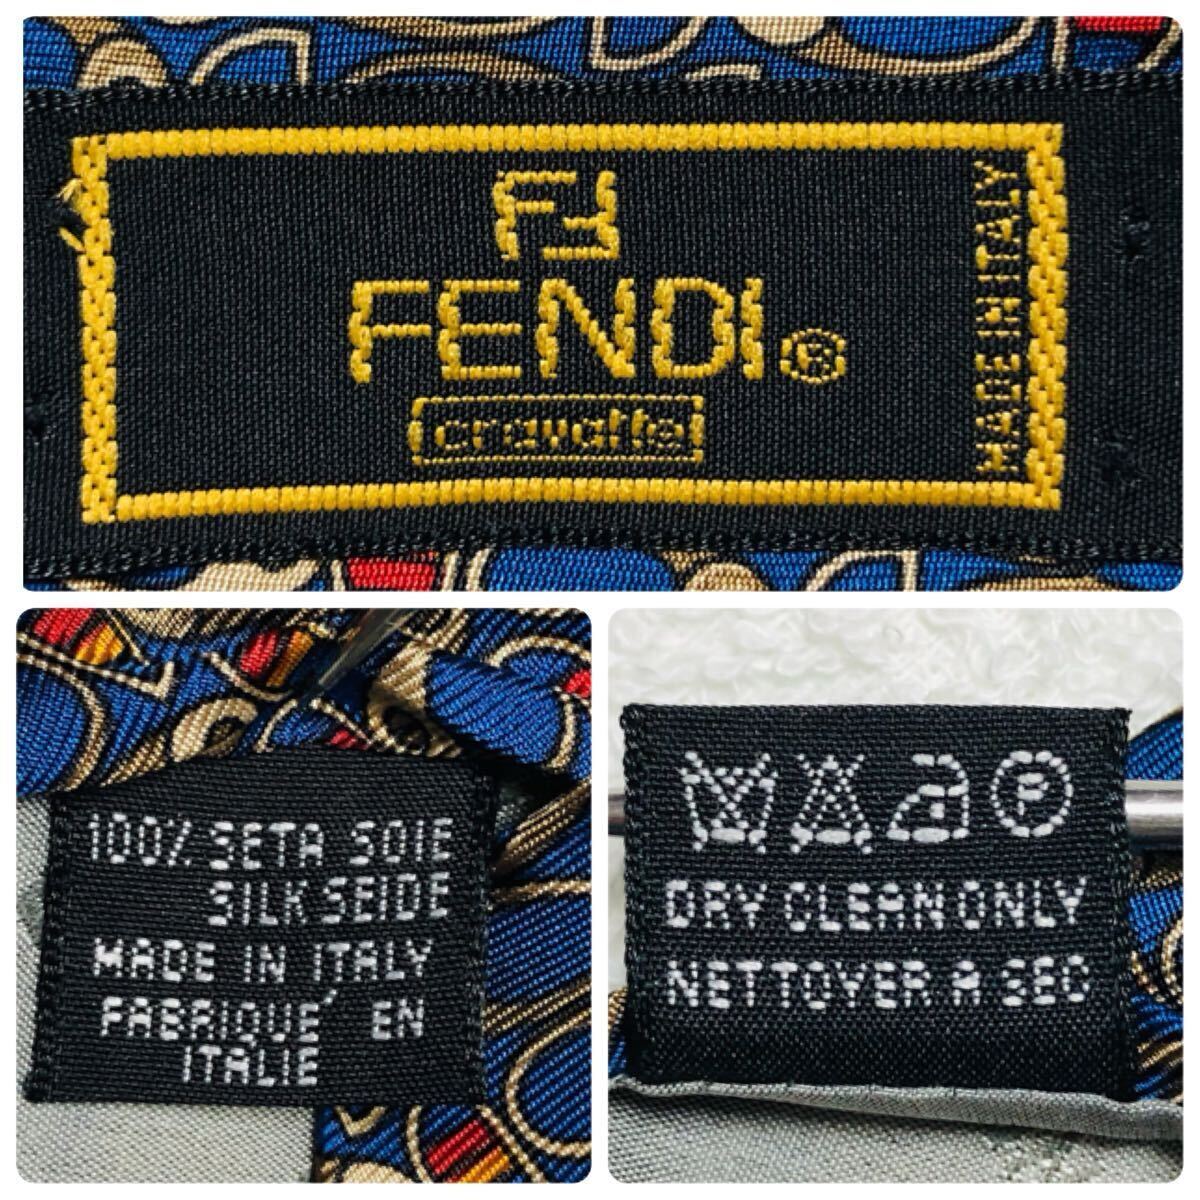 FF
FENDI®
cravatte
MADE IN ITALY
100% SETA SOIE
SILK SEIDE
MADE IN ITALY
FABRIQUÉ EN
ITALIE
P
DRY CLEAN ONLY
NETTOYER A SEC